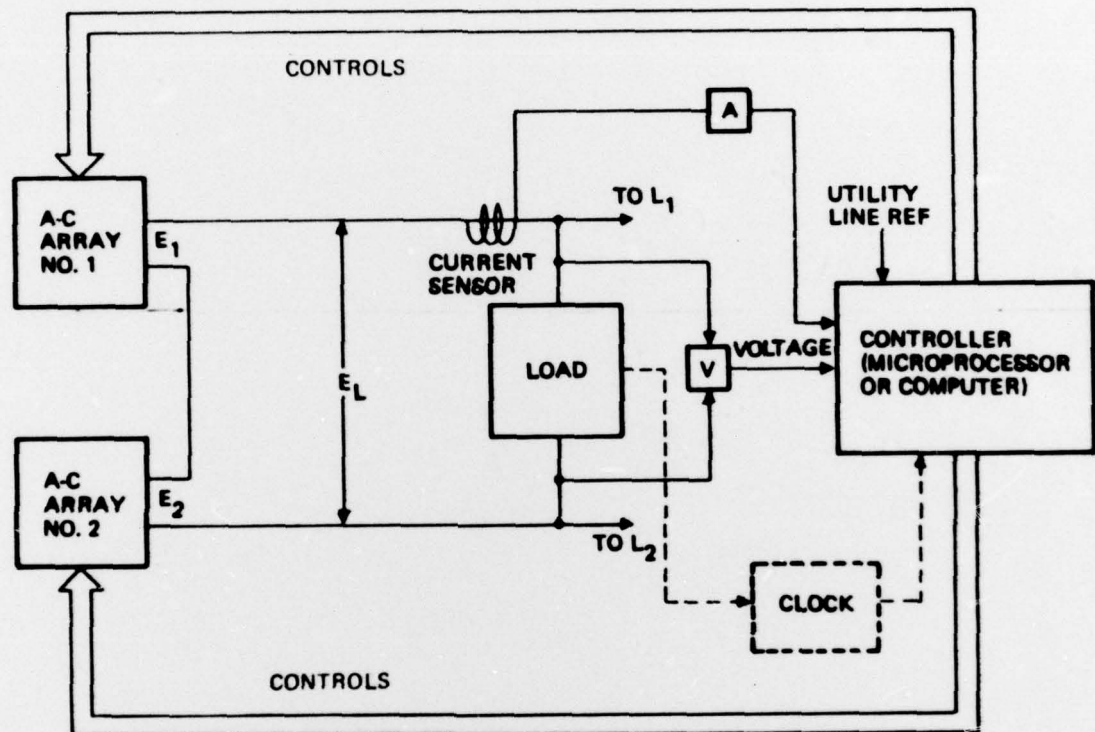 CONTROLS
A
TO L₁
UTILITY
LINE REF
A-C
ARRAY
NO. 1
E₁
CURRENT
SENSOR
CONTROLLER
(MICROPROCESSOR
OR COMPUTER)
LOAD
V
VOLTAGE
E_L
A-C
ARRAY
NO. 2
E₂
TO L₂
CLOCK
CONTROLS